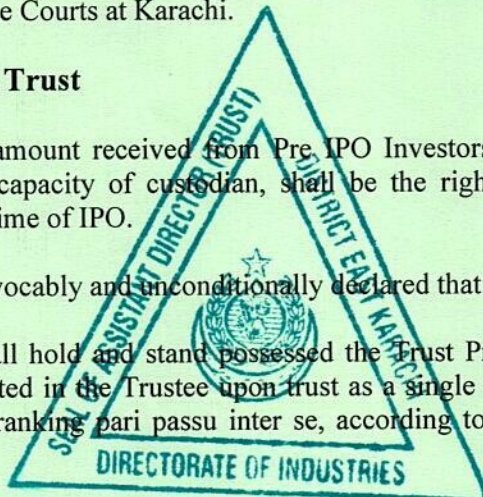 e Courts at Karachi.
Trust
amount received from Pre IPO Investors
capacity of custodian, shall be the righ
ime of IPO.
vocably and unconditionally declared that
all hold and stand possessed the Trust Pr
ted in the Trustee upon trust as a single
ranking pari passu inter se, according to
SEAL OF ASSISTANT DIRECTOR (TRUST)
DISTRICT EAST KARACHI
DIRECTORATE OF INDUSTRIES